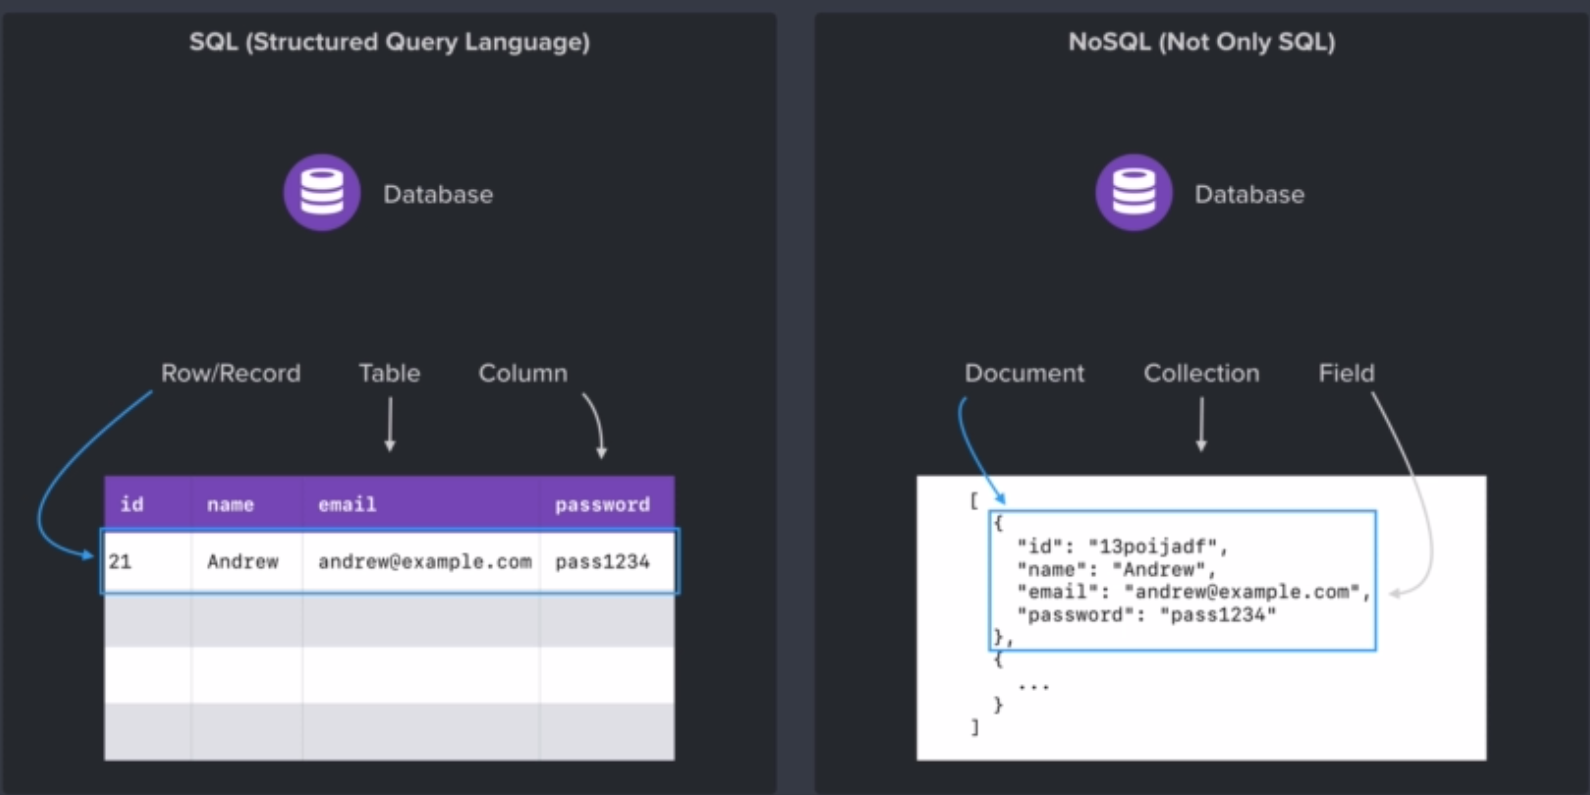 SQL (Structured Query Language)
Database
Row/Record Table Column
id name email password
21 Andrew andrew@example.com pass1234
NoSQL (Not Only SQL)
Database
Document Collection Field
[
{
"id": "13poijadf",
"name": "Andrew",
"email": "andrew@example.com",
"password": "pass1234"
},
{
...
}
]